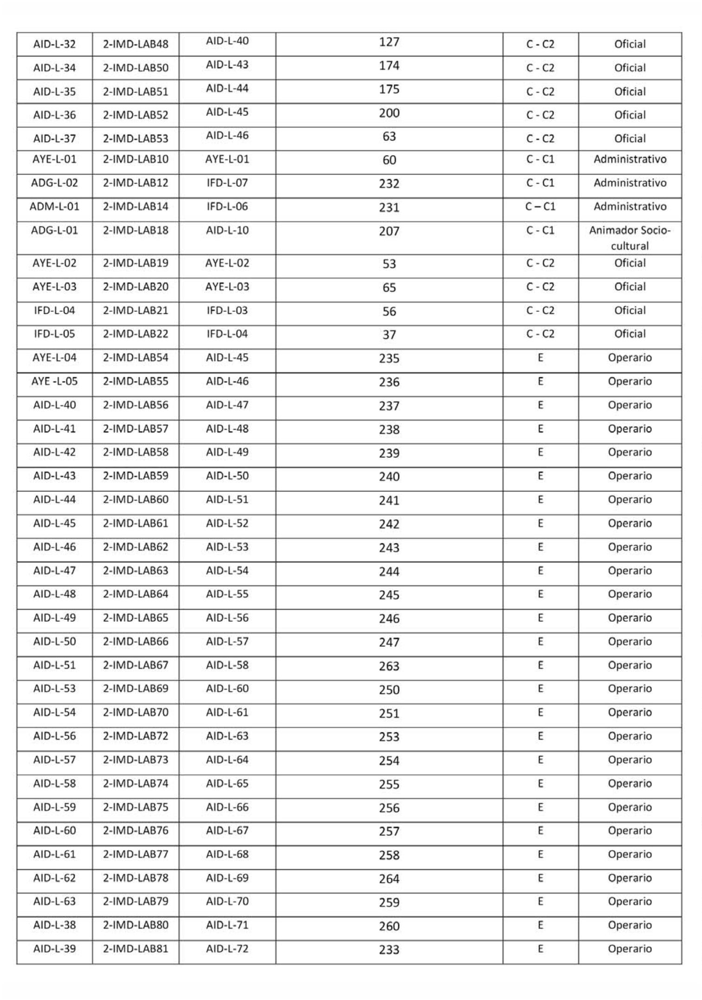 AID-L-32 2-IMD-LAB48 AID-L-40 127 C - C2 Oficial
AID-L-34 2-IMD-LAB50 AID-L-43 174 C - C2 Oficial
AID-L-35 2-IMD-LAB51 AID-L-44 175 C - C2 Oficial
AID-L-36 2-IMD-LAB52 AID-L-45 200 C - C2 Oficial
AID-L-37 2-IMD-LAB53 AID-L-46 63 C - C2 Oficial
AYE-L-01 2-IMD-LAB10 AYE-L-01 60 C - C1 Administrativo
ADG-L-02 2-IMD-LAB12 IFD-L-07 232 C - C1 Administrativo
ADM-L-01 2-IMD-LAB14 IFD-L-06 231 C – C1 Administrativo
ADG-L-01 2-IMD-LAB18 AID-L-10 207 C - C1 Animador Socio-
cultural
AYE-L-02 2-IMD-LAB19 AYE-L-02 53 C - C2 Oficial
AYE-L-03 2-IMD-LAB20 AYE-L-03 65 C - C2 Oficial
IFD-L-04 2-IMD-LAB21 IFD-L-03 56 C - C2 Oficial
IFD-L-05 2-IMD-LAB22 IFD-L-04 37 C - C2 Oficial
AYE-L-04 2-IMD-LAB54 AID-L-45 235 E Operario
AYE -L-05 2-IMD-LAB55 AID-L-46 236 E Operario
AID-L-40 2-IMD-LAB56 AID-L-47 237 E Operario
AID-L-41 2-IMD-LAB57 AID-L-48 238 E Operario
AID-L-42 2-IMD-LAB58 AID-L-49 239 E Operario
AID-L-43 2-IMD-LAB59 AID-L-50 240 E Operario
AID-L-44 2-IMD-LAB60 AID-L-51 241 E Operario
AID-L-45 2-IMD-LAB61 AID-L-52 242 E Operario
AID-L-46 2-IMD-LAB62 AID-L-53 243 E Operario
AID-L-47 2-IMD-LAB63 AID-L-54 244 E Operario
AID-L-48 2-IMD-LAB64 AID-L-55 245 E Operario
AID-L-49 2-IMD-LAB65 AID-L-56 246 E Operario
AID-L-50 2-IMD-LAB66 AID-L-57 247 E Operario
AID-L-51 2-IMD-LAB67 AID-L-58 263 E Operario
AID-L-53 2-IMD-LAB69 AID-L-60 250 E Operario
AID-L-54 2-IMD-LAB70 AID-L-61 251 E Operario
AID-L-56 2-IMD-LAB72 AID-L-63 253 E Operario
AID-L-57 2-IMD-LAB73 AID-L-64 254 E Operario
AID-L-58 2-IMD-LAB74 AID-L-65 255 E Operario
AID-L-59 2-IMD-LAB75 AID-L-66 256 E Operario
AID-L-60 2-IMD-LAB76 AID-L-67 257 E Operario
AID-L-61 2-IMD-LAB77 AID-L-68 258 E Operario
AID-L-62 2-IMD-LAB78 AID-L-69 264 E Operario
AID-L-63 2-IMD-LAB79 AID-L-70 259 E Operario
AID-L-38 2-IMD-LAB80 AID-L-71 260 E Operario
AID-L-39 2-IMD-LAB81 AID-L-72 233 E Operario